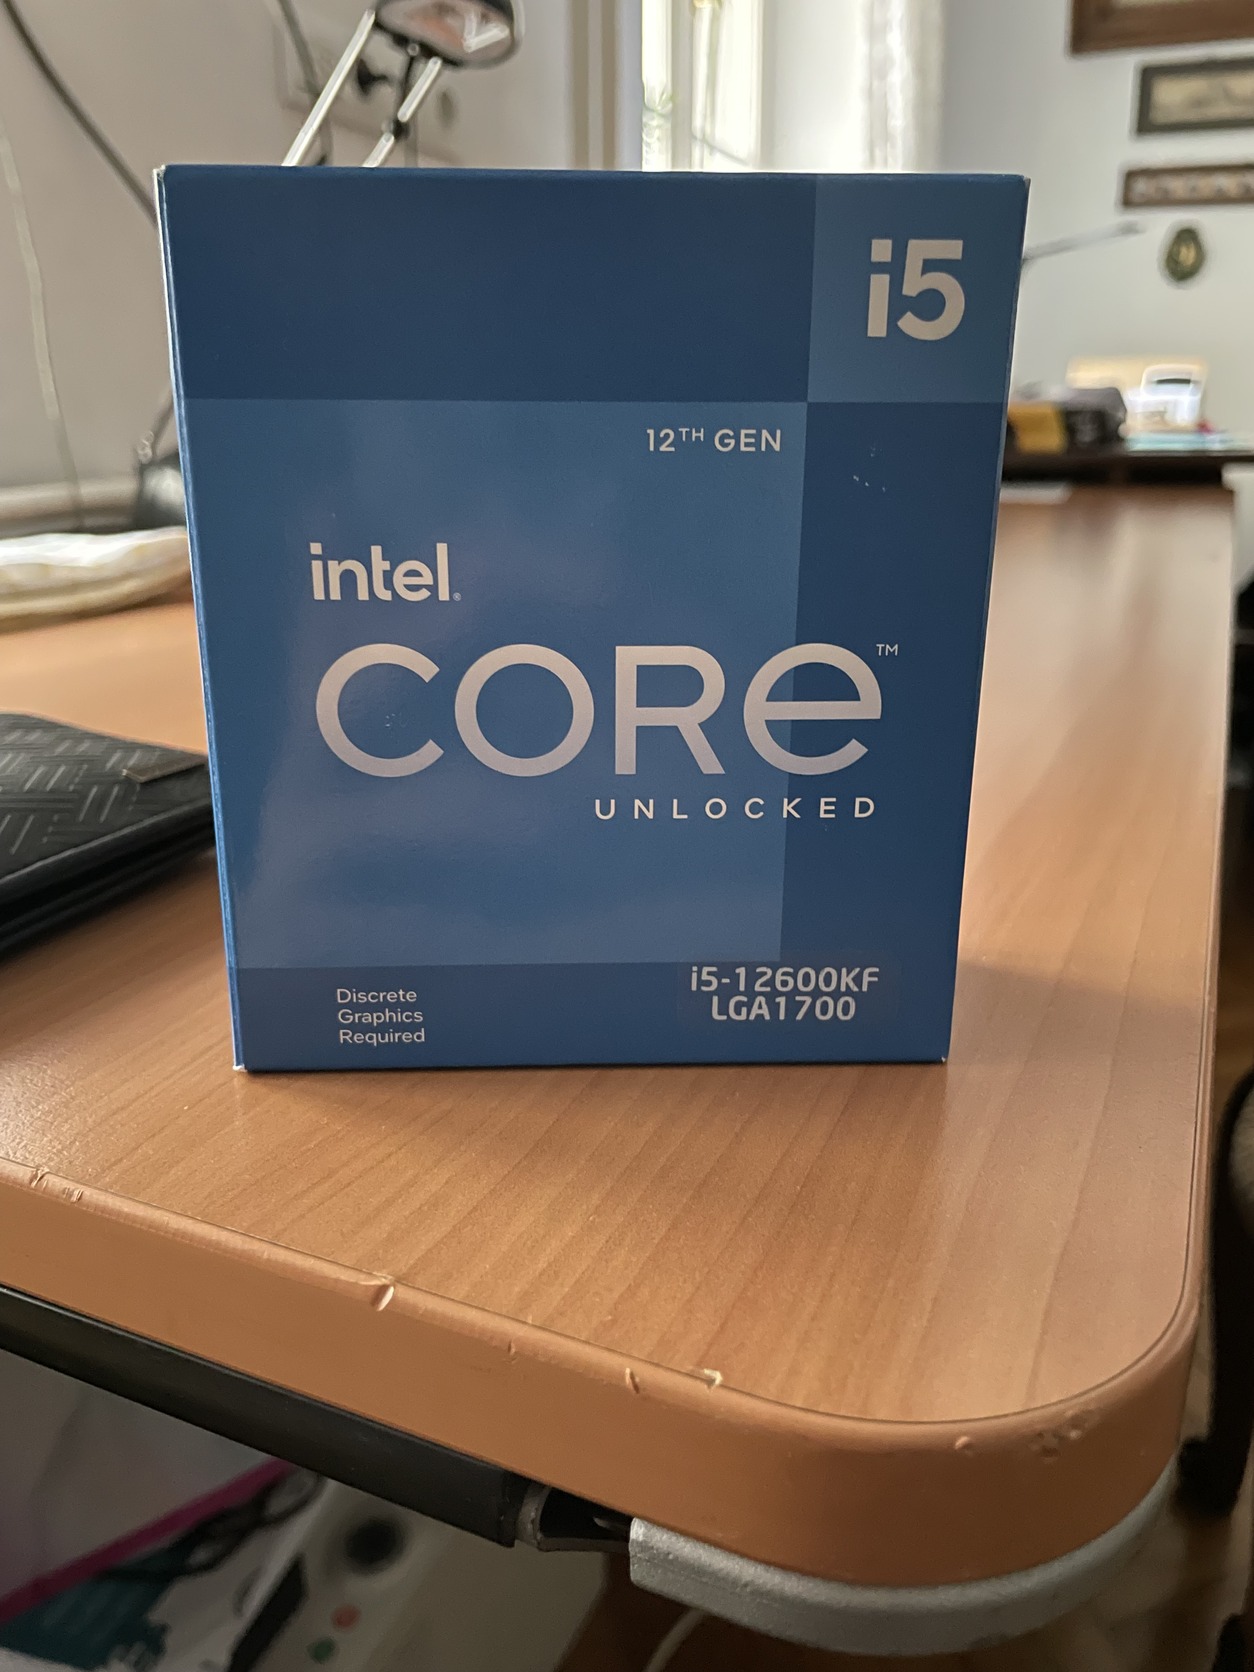 i5
12TH GEN
intel®
CORE™
UNLOCKED
Discrete
Graphics
Required
i5-12600KF
LGA1700